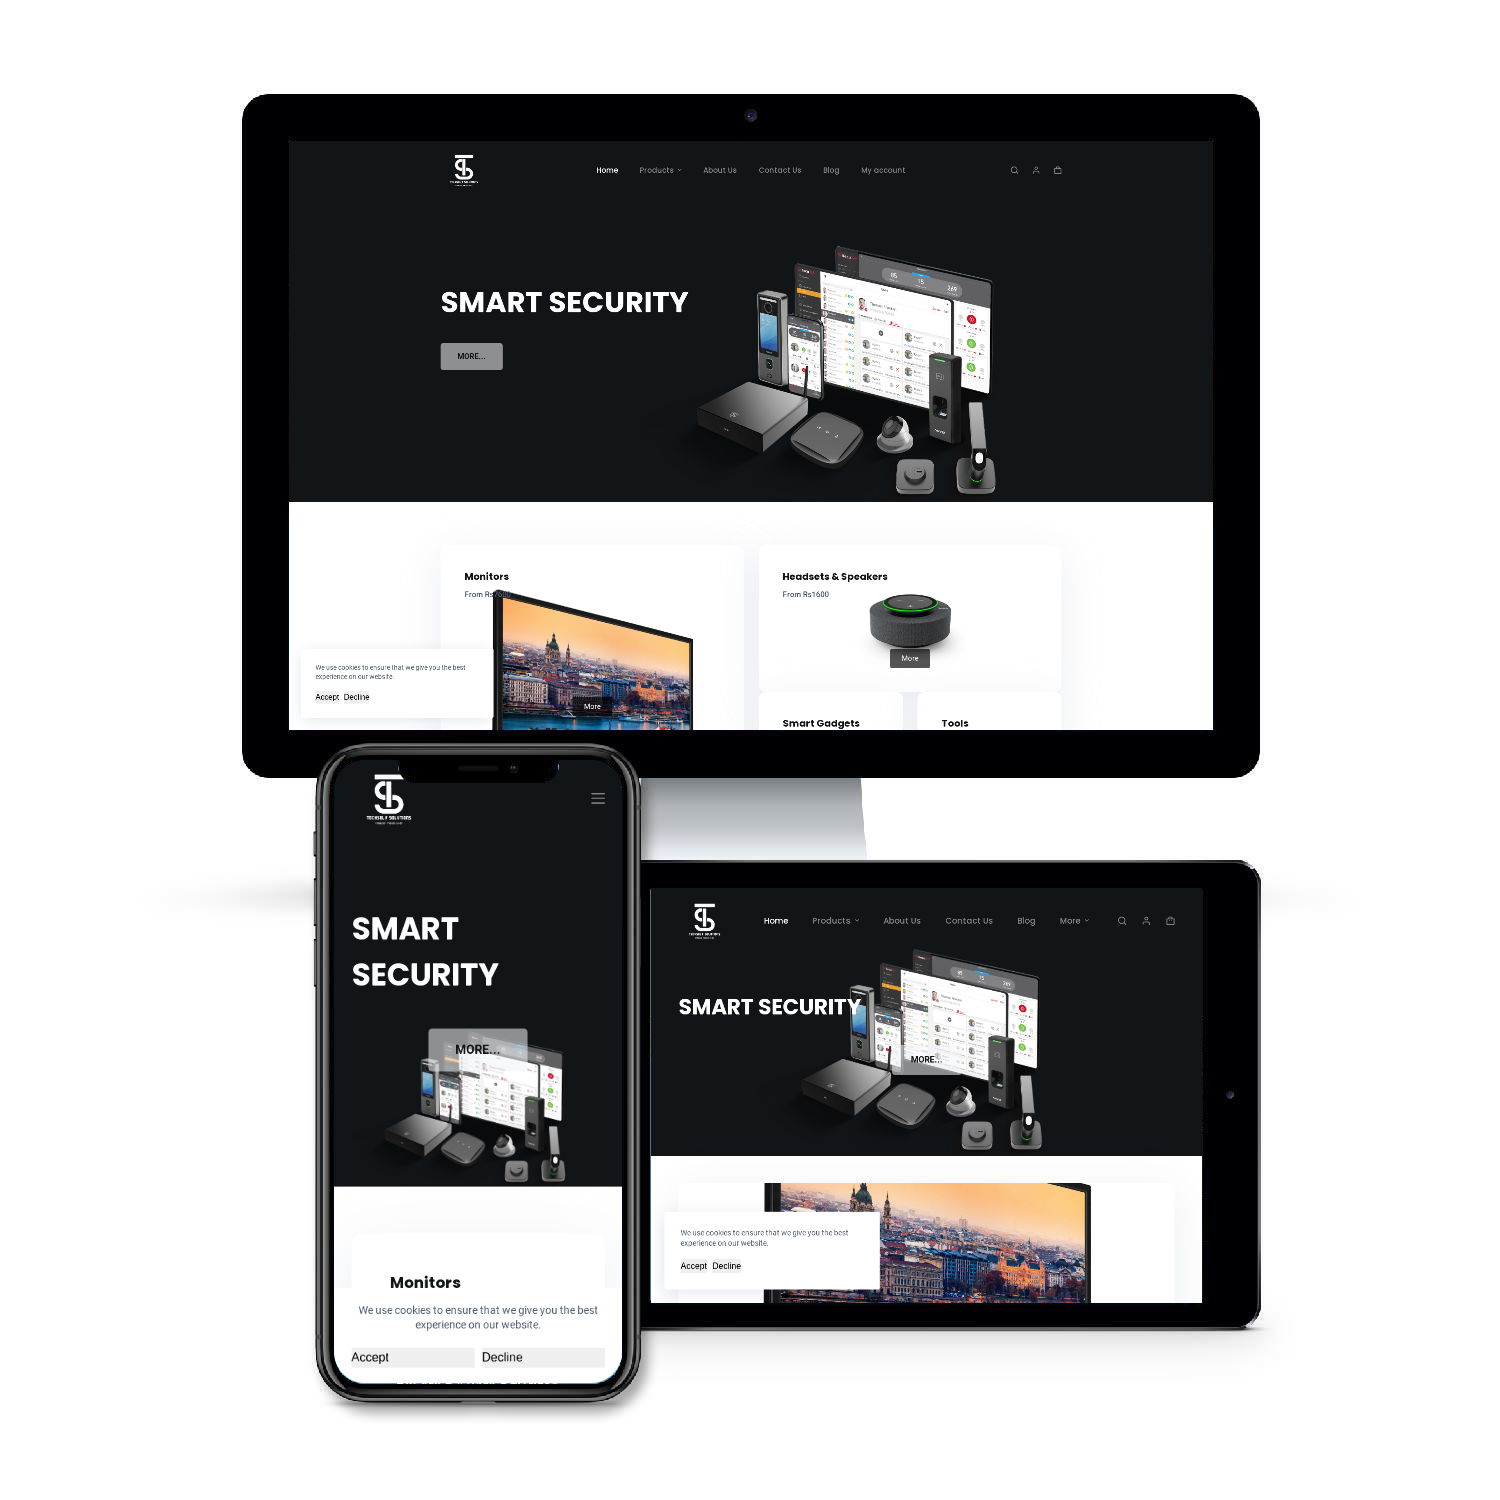 Home
Products
About Us
Contact Us
Blog
My account
SMART SECURITY
MORE...
Monitors
From Rs
Headsets & Speakers
From Rs1600
More
We use cookies to ensure that we give you the best
experience on our website.
Accept Decline
More
Smart Gadgets
Tools
SMART
SECURITY
MORE...
Monitors
We use cookies to ensure that we give you the best
experience on our website.
Accept
Decline
Home
Products
About Us
Contact Us
Blog
More
SMART SECURITY
MORE...
We use cookies to ensure that we give you the best
experience on our website.
Accept Decline